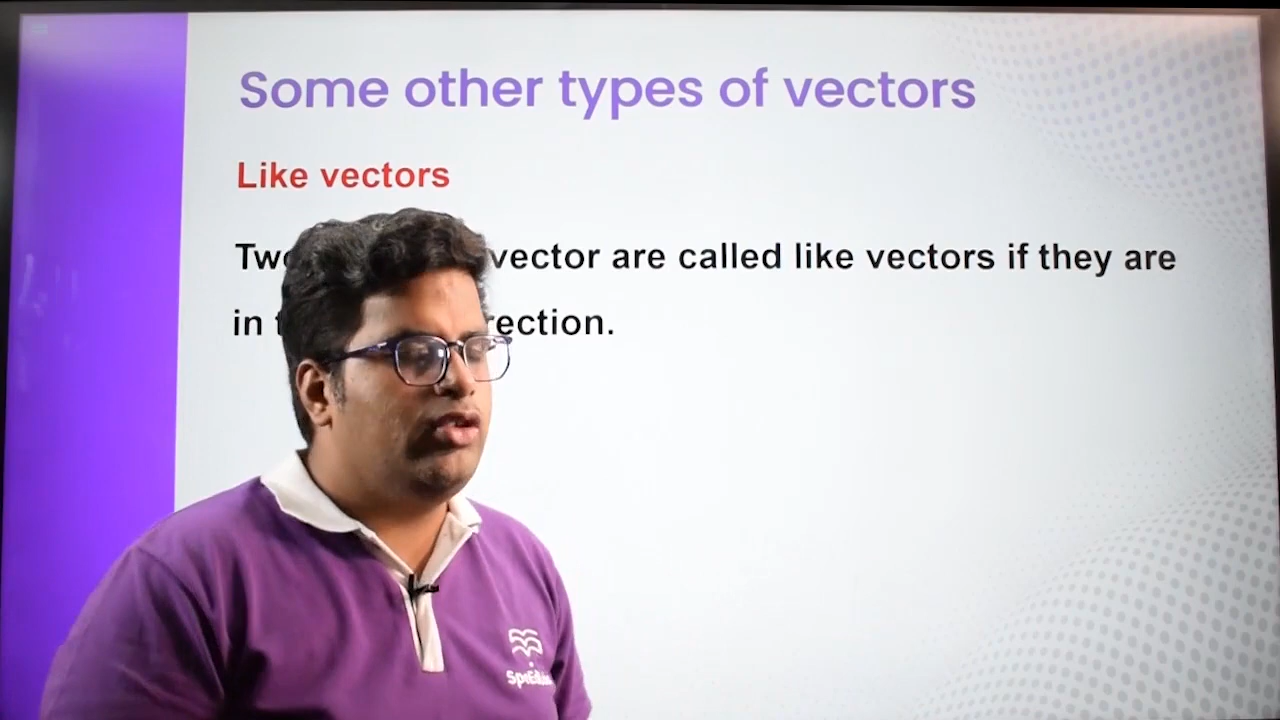 Some other types of vectors
Like vectors
vector are called like vectors if they are
in